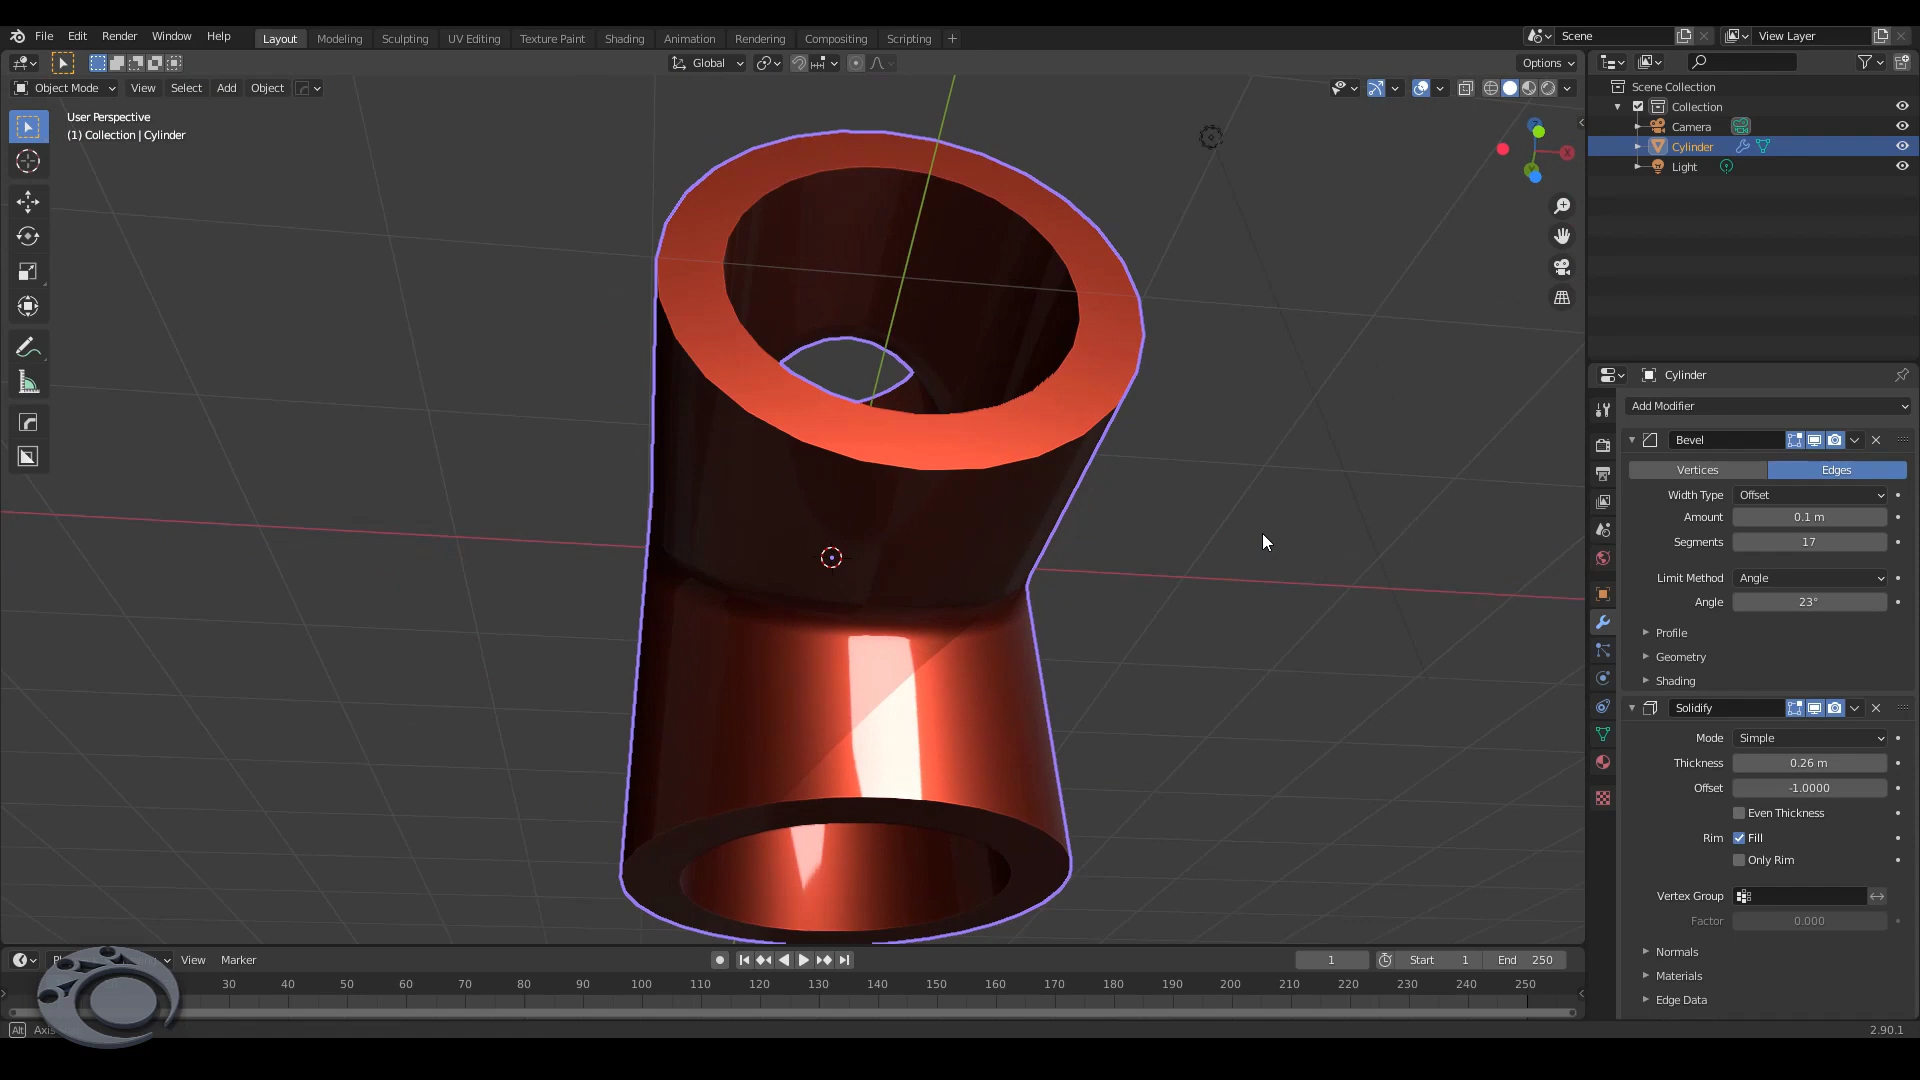 File Edit Render Window Help Layout Modeling Sculpting UV Editing Texture Paint Shading Animation Rendering Compositing Scripting + Scene View Layer
Global Options
Object Mode View Select Add Object
User Perspective
(1) Collection | Cylinder
Scene Collection
Collection
Camera
Cylinder
Light
Cylinder
Add Modifier
Bevel
Vertices Edges
Width Type Offset
Amount 0.1 m
Segments 17
Limit Method Angle
Angle 23°
Profile
Geometry
Shading
Solidify
Mode Simple
Thickness 0.26 m
Offset -1.0000
Even Thickness
Rim Fill
Only Rim
Vertex Group
Factor 0.000
Normals
Materials
Edge Data
View Marker 1 Start 1 End 250
30 40 50 60 70 80 90 100 110 120 130 140 150 160 170 180 190 200 210 220 230 240 250
Alt Axis
2.90.1
X